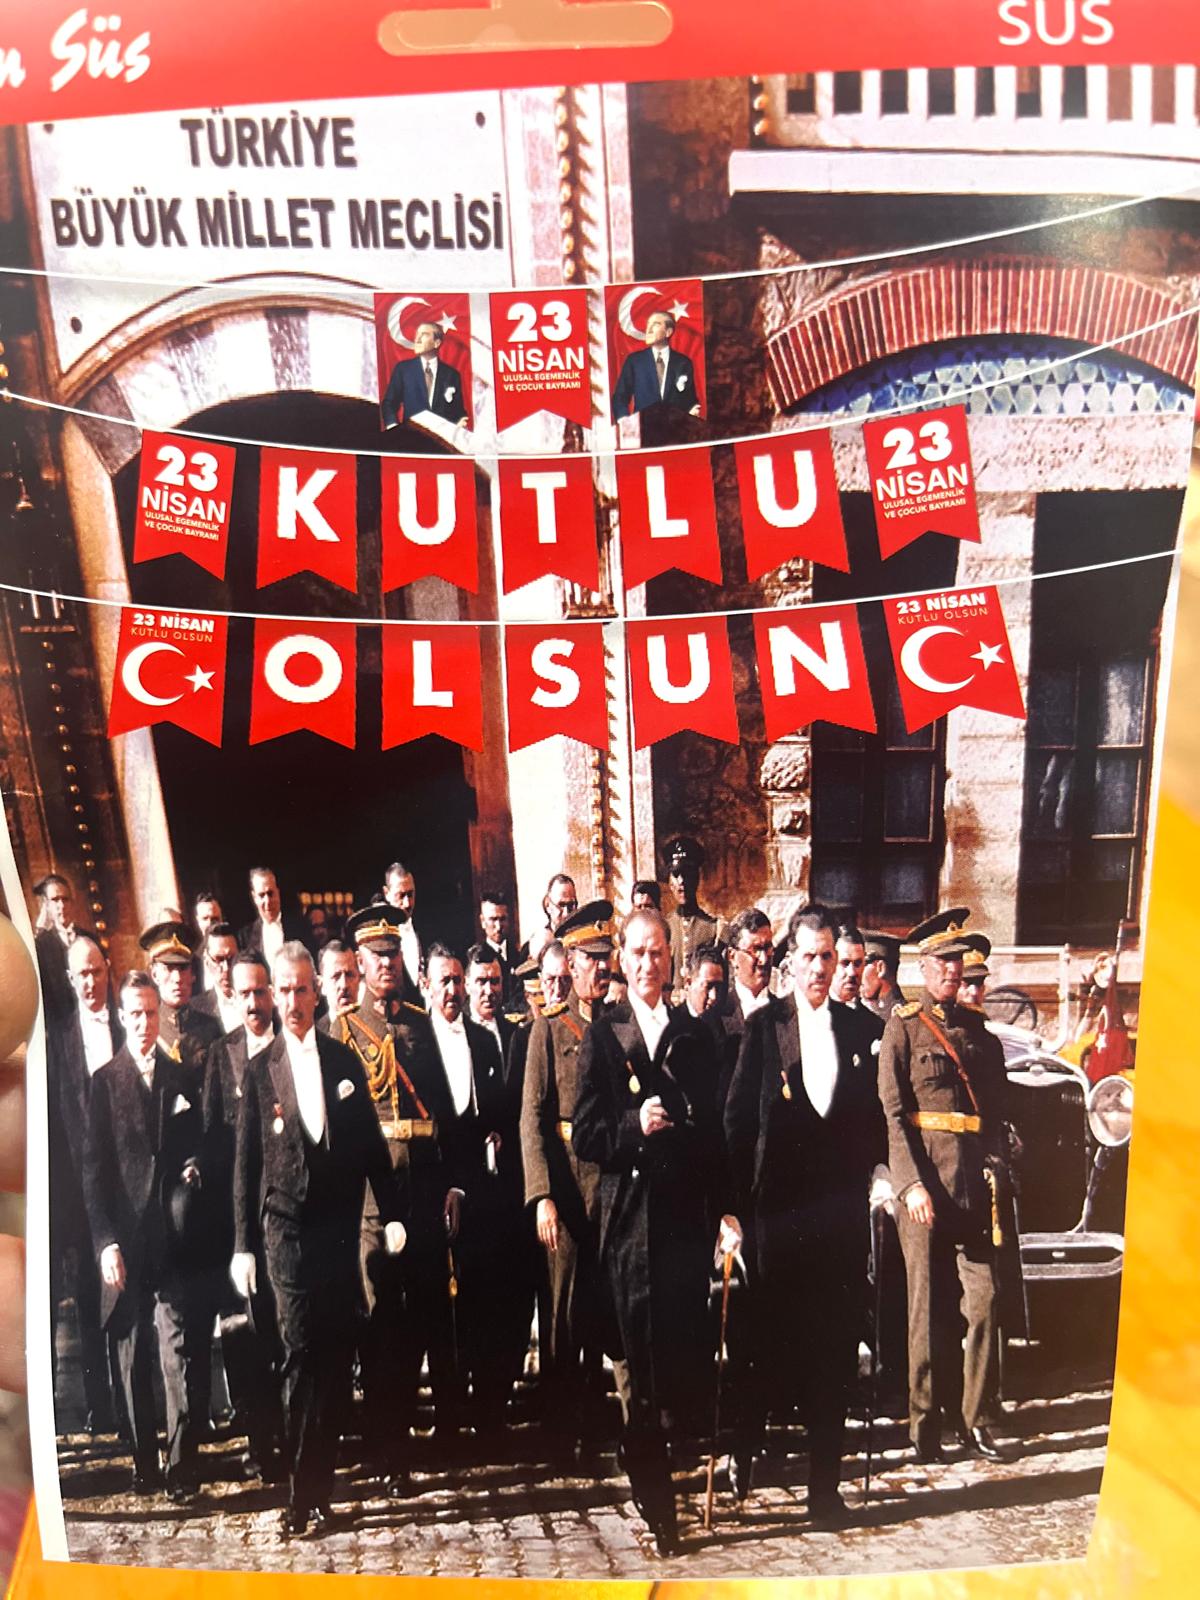 Süs
SÜS
TÜRKİYE
BÜYÜK MİLLET MECLİSİ
23
NİSAN
ULUSAL EGEMENLİK
VE ÇOCUK BAYRAMI
23
NİSAN
ULUSAL EGEMENLİK
VE ÇOCUK BAYRAMI
KUTLU
23
NİSAN
ULUSAL EGEMENLİK
VE ÇOCUK BAYRAMI
23 NİSAN
KUTLU OLSUN
OLSUN
23 NİSAN
KUTLU OLSUN